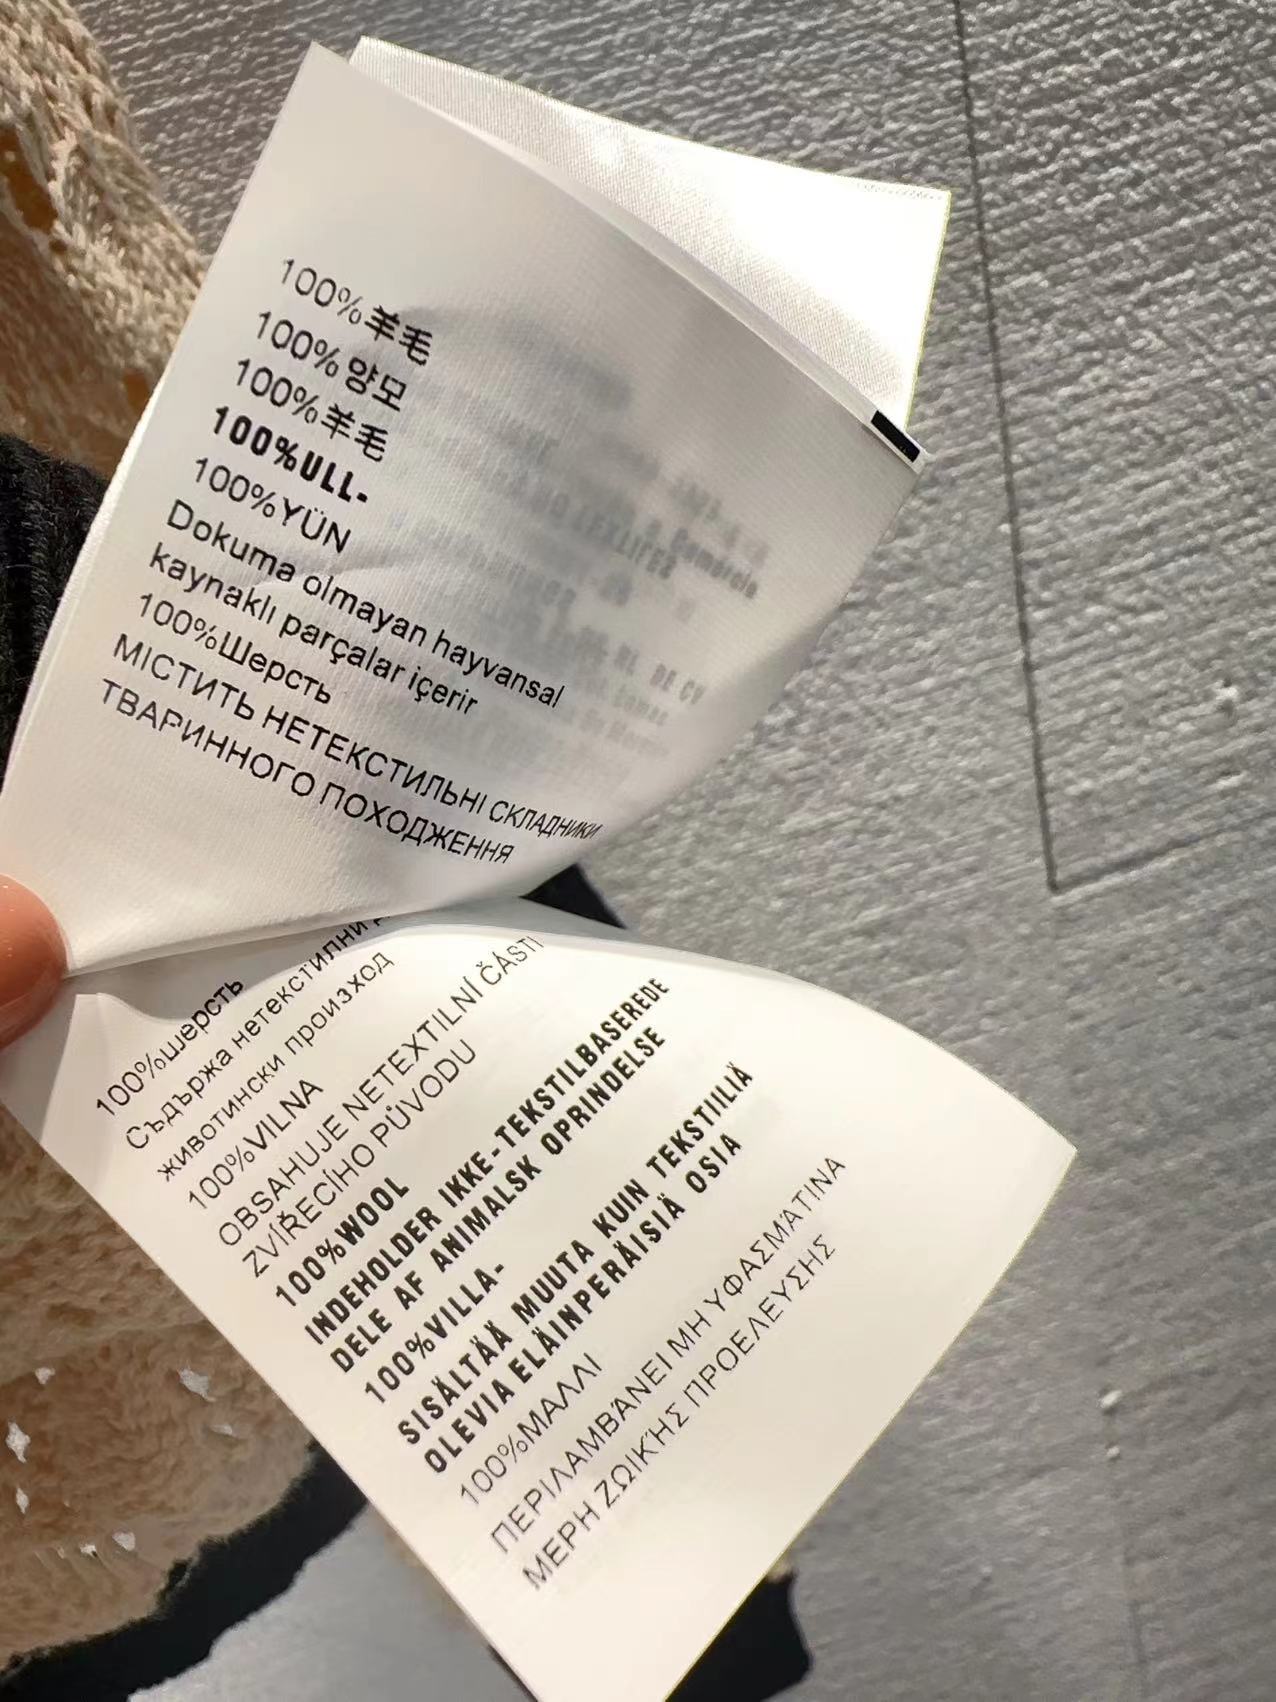 100%羊毛
100%양모
100%羊毛
100%ULL-
100%YÜN
Dokuma olmayan hayvansal
kaynaklı parçalar içerir
100%Шерсть
МІСТИТЬ НЕТЕКСТИЛЬНІ СКЛАДНИКИ
ТВАРИННОГО ПОХОДЖЕННЯ
100%шерсть
Съдържа нетекстилни
животински произход
100%VILNA
OBSAHUJE NETEXTILNÍ ČÁSTI
ZVÍŘECÍHO PŮVODU
100%WOOL
INDEHOLDER IKKE-TEKSTILBASEREDE
DELE AF ANIMALSK OPRINDELSE
100%VILLA-
SISÄLTÄÄ MUUTA KUIN TEKSTIILIÄ
OLEVIA ELÄINPERÄISIÄ OSIA
100%ΜΑΛΛΙ
ΠΕΡΙΛΑΜΒΆΝΕΙ ΜΗ ΥΦΑΣΜΆΤΙΝΑ
ΜΕΡΗ ΖΩΙΚΉΣ ΠΡΟΕΛΕΥΣΗΣ